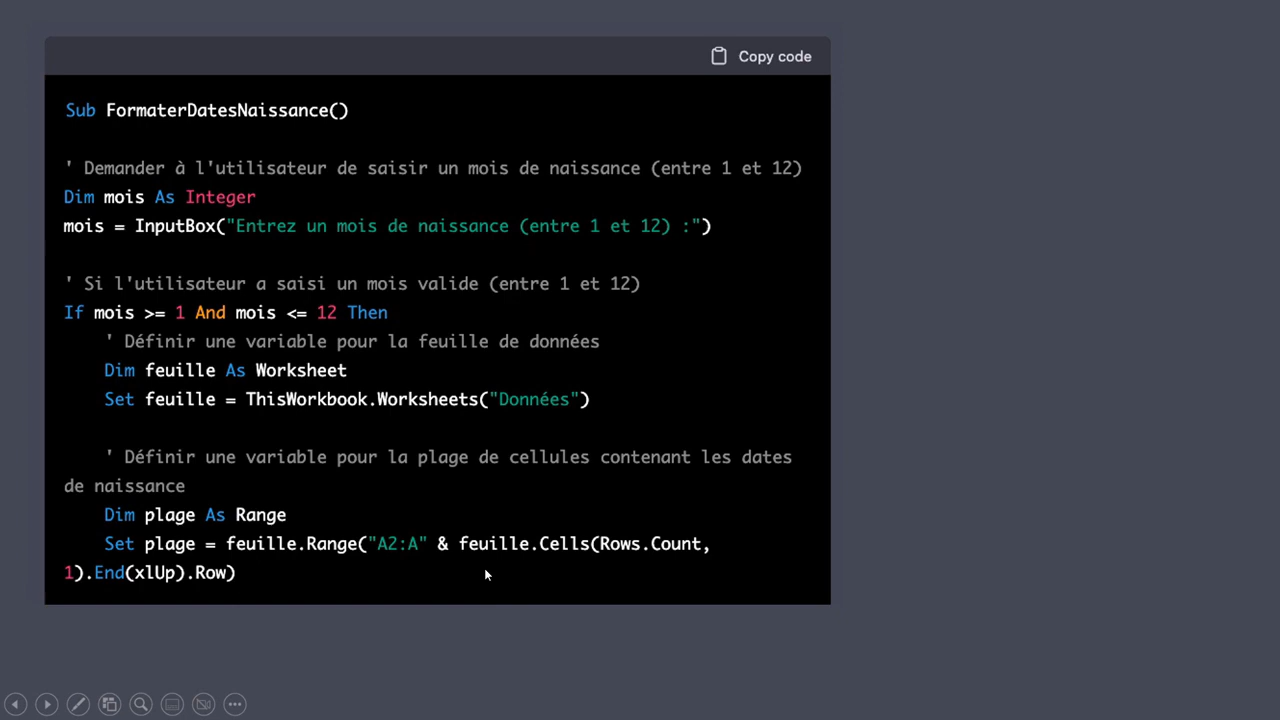 Copy code
Sub FormaterDatesNaissance()
' Demander à l'utilisateur de saisir un mois de naissance (entre 1 et 12)
Dim mois As Integer
mois = InputBox("Entrez un mois de naissance (entre 1 et 12) :")
' Si l'utilisateur a saisi un mois valide (entre 1 et 12)
If mois >= 1 And mois <= 12 Then
' Définir une variable pour la feuille de données
Dim feuille As Worksheet
Set feuille = ThisWorkbook.Worksheets("Données")
' Définir une variable pour la plage de cellules contenant les dates
de naissance
Dim plage As Range
Set plage = feuille.Range("A2:A" & feuille.Cells(Rows.Count,
1).End(xlUp).Row)